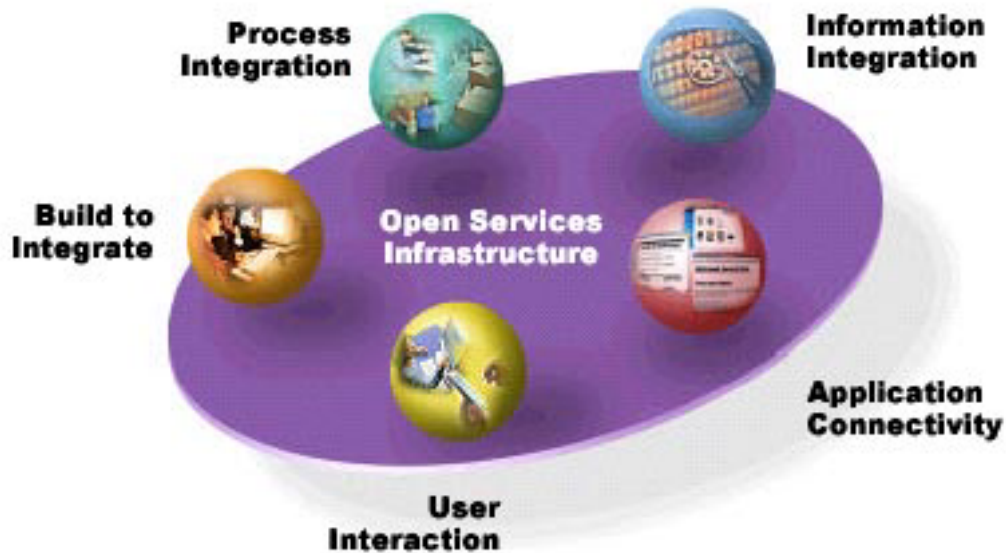 Process
Integration
Information
Integration
Build to
Integrate
Open Services
Infrastructure
Application
Connectivity
User
Interaction